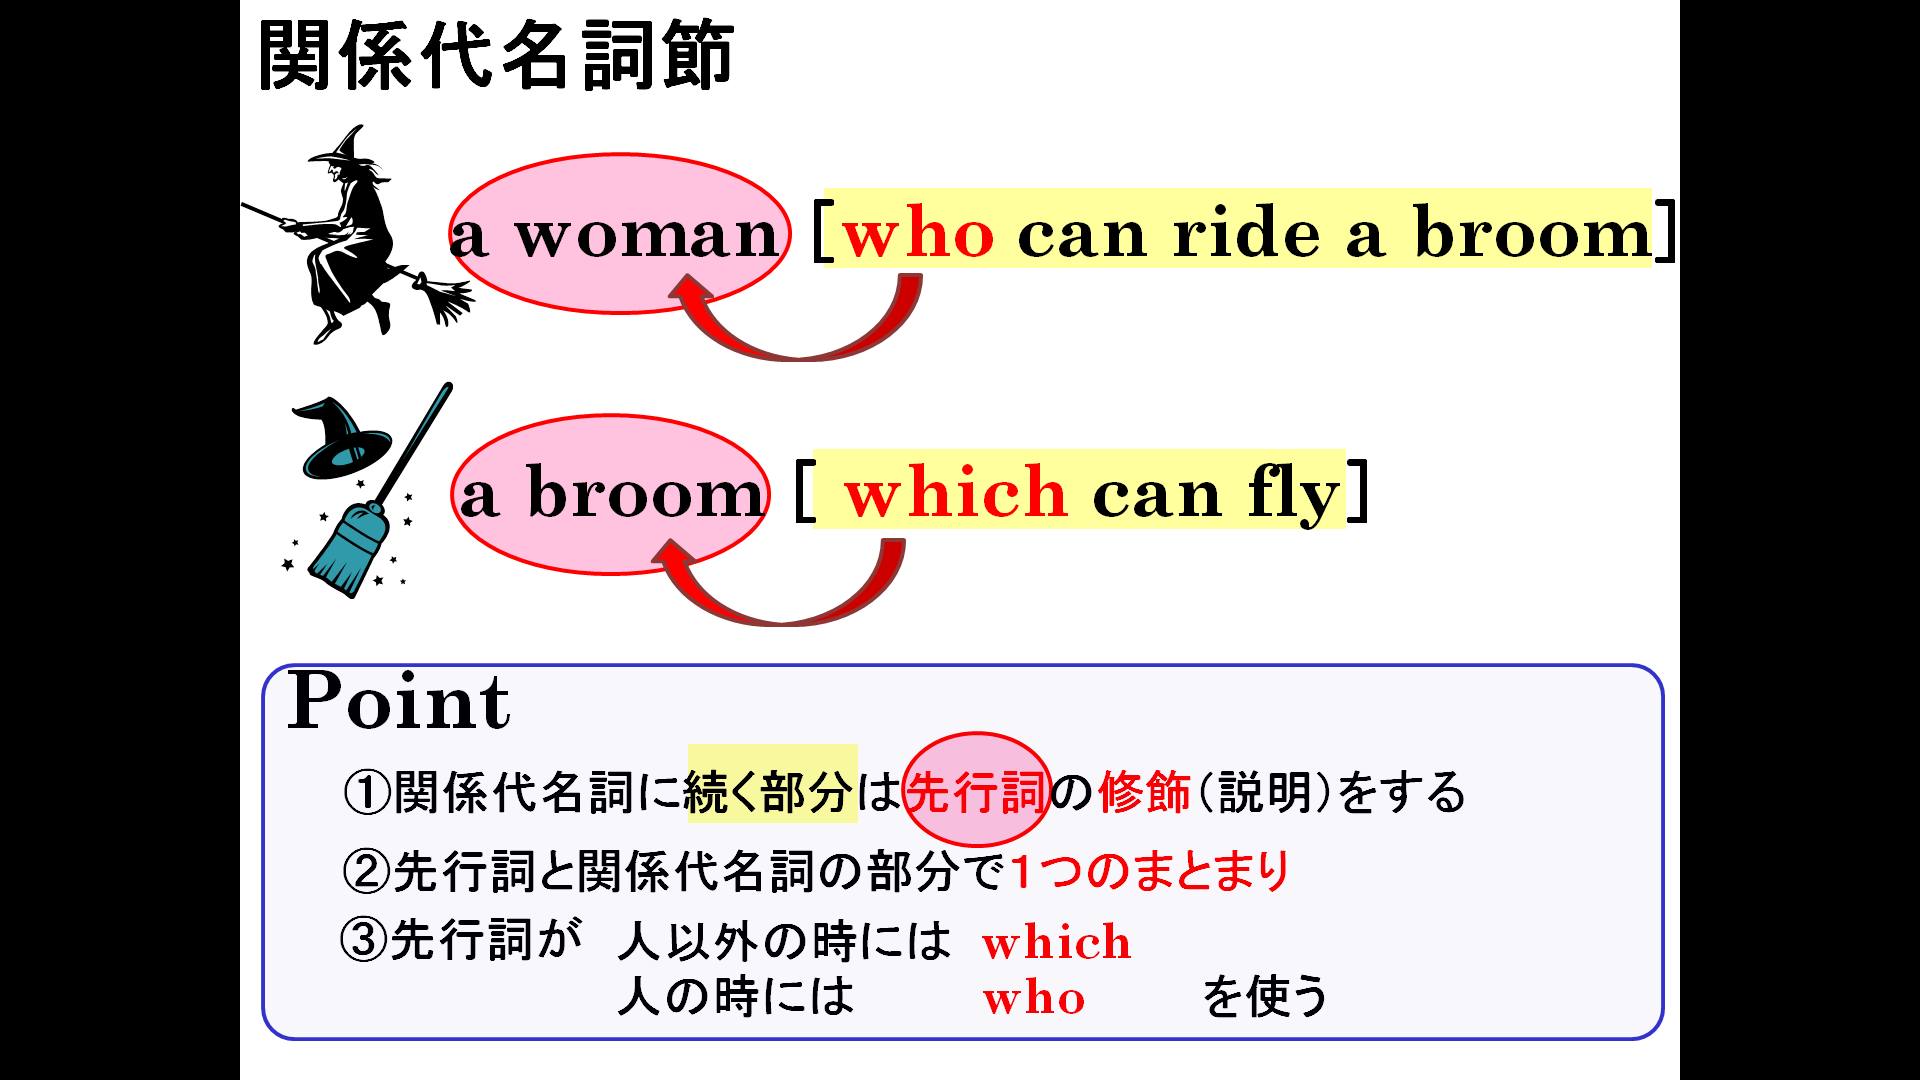 関係代名詞節
a woman [who can ride a broom]
a broom [ which can fly]
Point
①関係代名詞に続く部分は先行詞の修飾(説明)をする
②先行詞と関係代名詞の部分で１つのまとまり
③先行詞が 人以外の時には which
人の時には who を使う